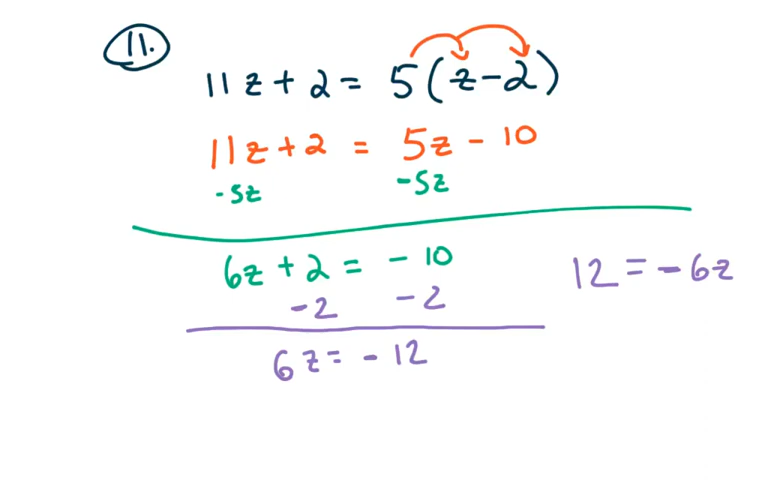 11.
11z + 2 = 5(z - 2)
11z + 2 = 5z - 10
-5z -5z
6z + 2 = -10
-2 -2
6z = -12
12 = -6z